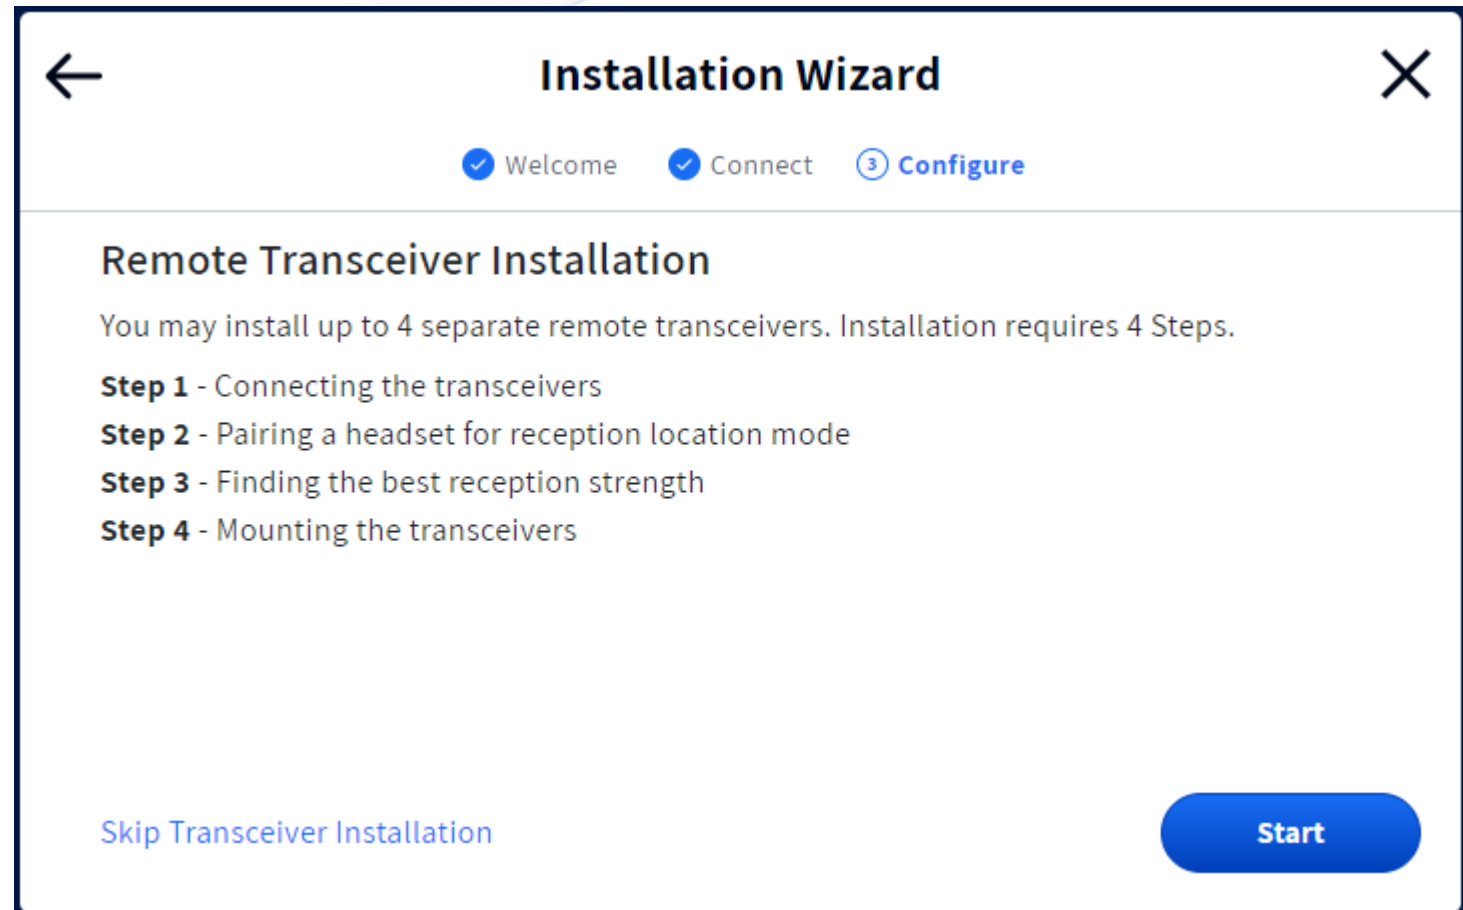 Installation Wizard
Welcome Connect 3 Configure
Remote Transceiver Installation
You may install up to 4 separate remote transceivers. Installation requires 4 Steps.
Step 1 - Connecting the transceivers
Step 2 - Pairing a headset for reception location mode
Step 3 - Finding the best reception strength
Step 4 - Mounting the transceivers
Skip Transceiver Installation Start